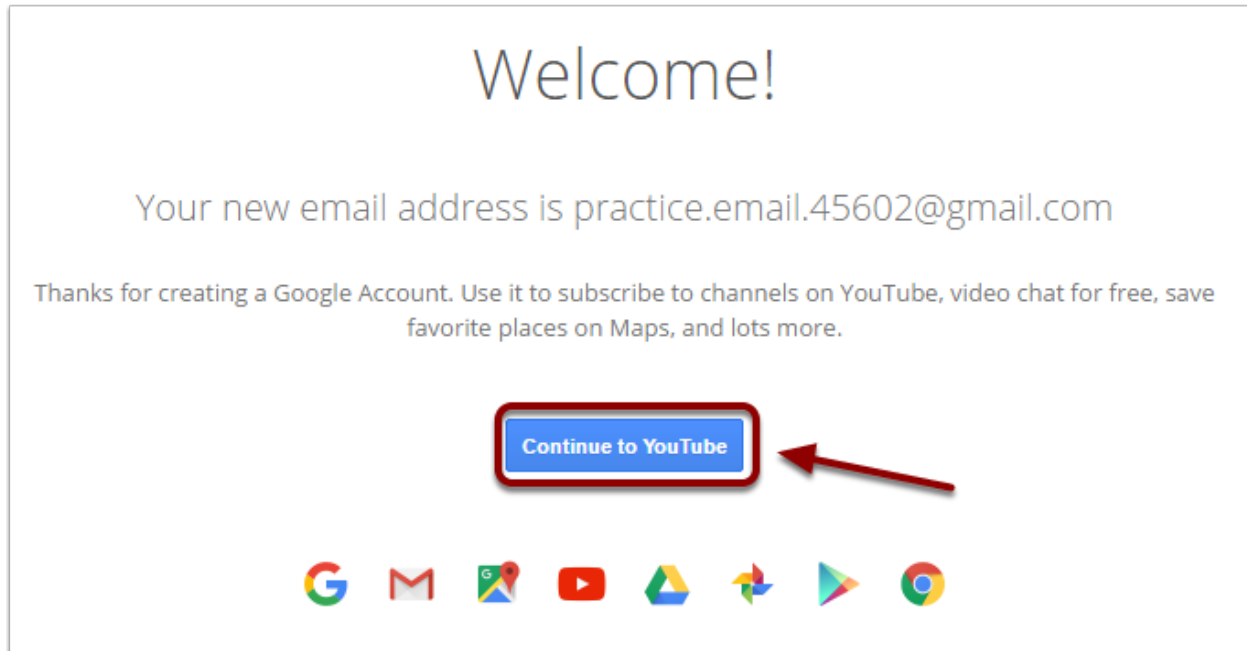 Welcome!
Your new email address is practice.email.45602@gmail.com
Thanks for creating a Google Account. Use it to subscribe to channels on YouTube, video chat for free, save
favorite places on Maps, and lots more.
Continue to YouTube